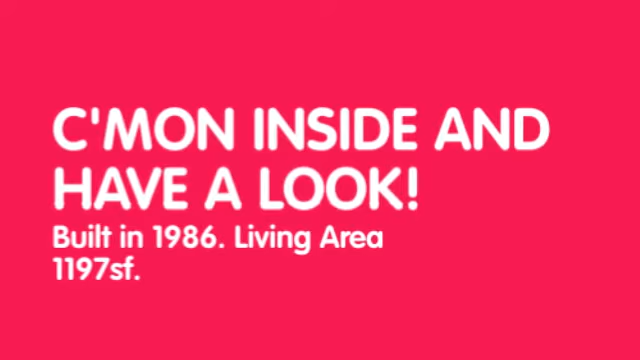 C'MON INSIDE AND
HAVE A LOOK!
Built in 1986. Living Area
1197sf.